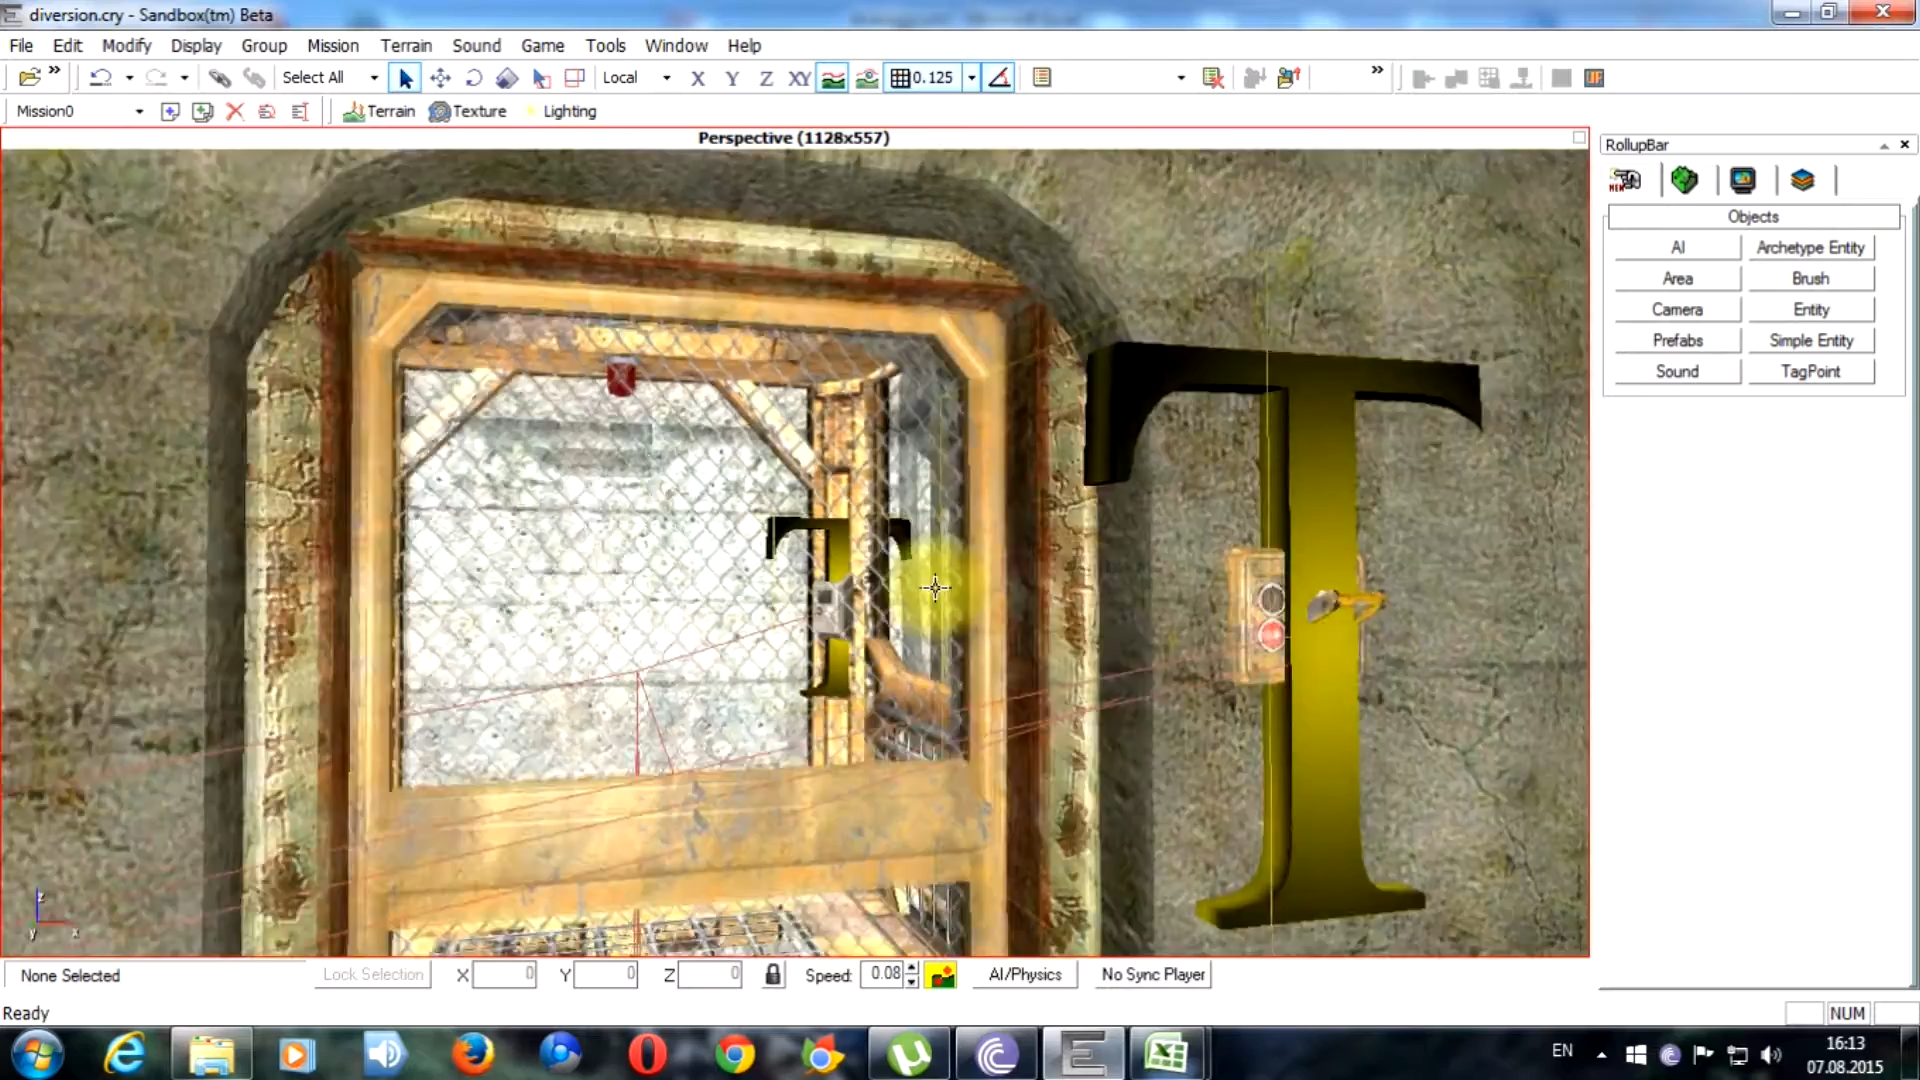 diversion.cry - Sandbox(tm) Beta
File Edit Modify Display Group Mission Terrain Sound Game Tools Window Help
Select All Local X Y Z XY 0.125
Mission0 Terrain Texture Lighting
Perspective (1128x557)
RollupBar
Objects
AI Archetype Entity
Area Brush
Camera Entity
Prefabs Simple Entity
Sound TagPoint
T
T
z
y x
None Selected Lock Selection X 0 Y 0 Z 0 Speed: 0.08 AI/Physics No Sync Player
Ready NUM
EN 16:13
07.08.2015